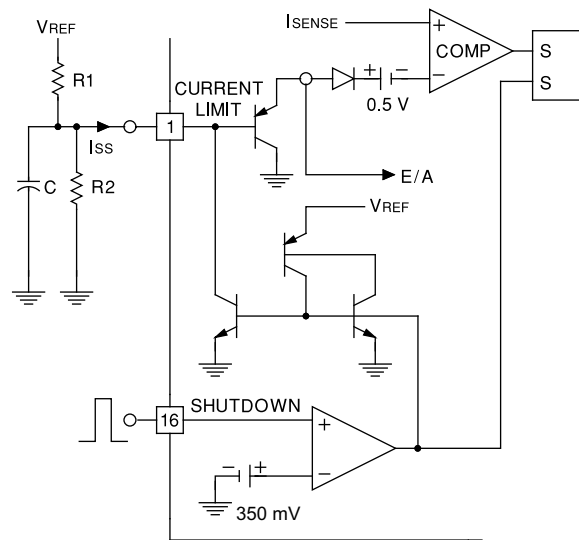 ISENSE
+
COMP
−
S
S
VREF
R1
CURRENT
LIMIT
+ −
0.5 V
1
ISS
C
R2
E/A
VREF
16
SHUTDOWN
+
−
− +
350 mV